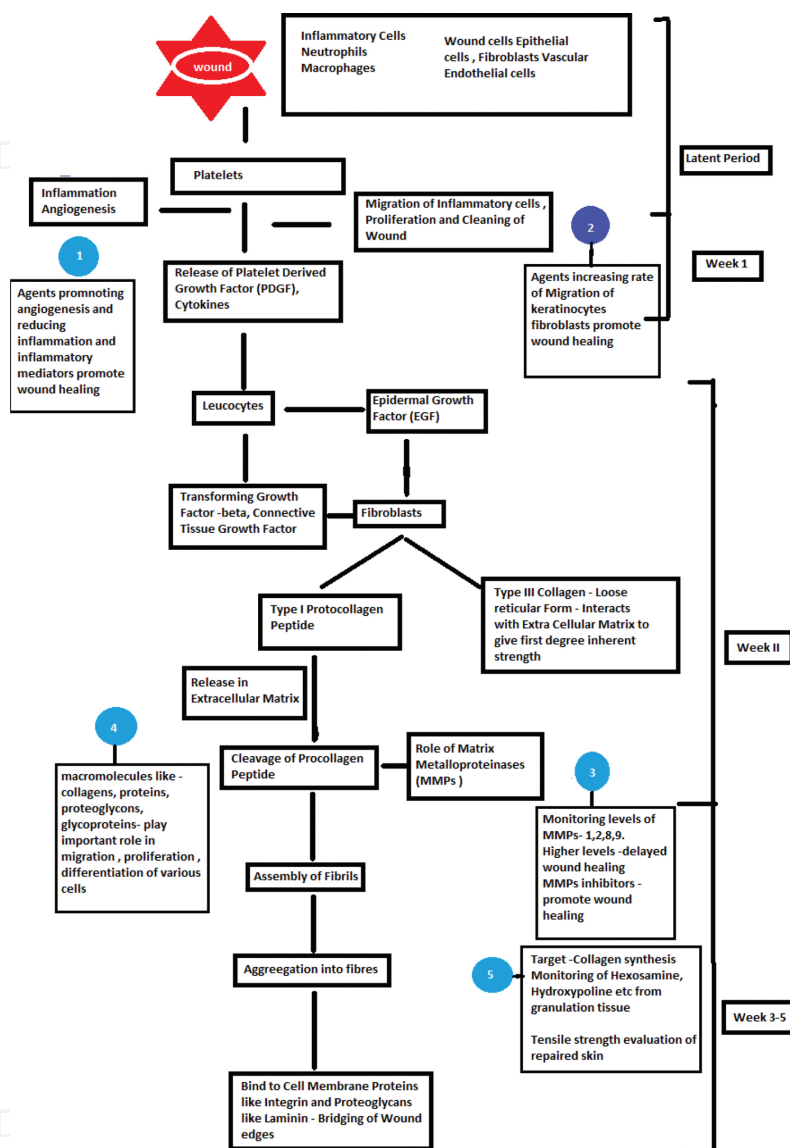 wound
Inflammatory Cells
Neutrophils
Macrophages
Wound cells Epithelial
cells , Fibroblasts Vascular
Endothelial cells
Latent Period
Platelets
Inflammation
Angiogenesis
Migration of Inflammatory cells ,
Proliferation and Cleaning of
Wound
2
Week 1
1
Release of Platelet Derived
Growth Factor (PDGF),
Cytokines
Agents increasing rate
of Migration of
keratinocytes
fibroblasts promote
wound healing
Agents promnoting
angiogenesis and
reducing
inflammation and
inflammatory
mediators promote
wound healing
Leucocytes
Epidermal Growth
Factor (EGF)
Transforming Growth
Factor -beta, Connective
Tissue Growth Factor
Fibroblasts
Type I Protocollagen
Peptide
Type III Collagen - Loose
reticular Form - Interacts
with Extra Cellular Matrix to
give first degree inherent
strength
Week II
Release in
Extracellular Matrix
4
Cleavage of Procollagen
Peptide
Role of Matrix
Metalloproteinases
(MMPs )
3
macromolecules like -
collagens, proteins,
proteoglycons,
glycoproteins- play
important role in
migration , proliferation ,
differentiation of various
cells
Monitoring levels of
MMPs- 1,2,8,9.
Higher levels -delayed
wound healing
MMPs inhibitors -
promote wound
healing
Assembly of Fibrils
Aggreegation into fibres
5
Target -Collagen synthesis
Monitoring of Hexosamine,
Hydroxypoline etc from
granulation tissue
Tensile strength evaluation of
repaired skin
Week 3-5
Bind to Cell Membrane Proteins
like Integrin and Proteoglycans
like Laminin - Bridging of Wound
edges